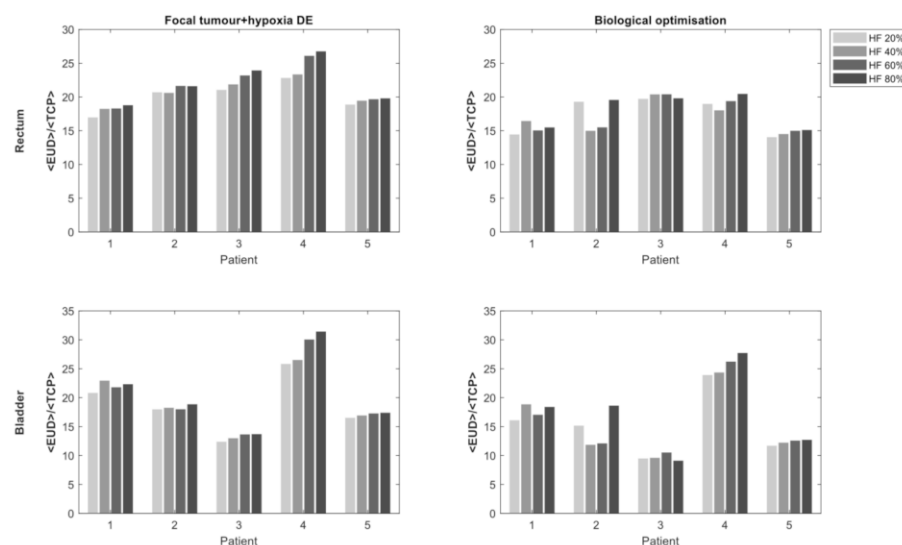 Focal tumour+hypoxia DE
Biological optimisation
HF 20%
HF 40%
HF 60%
HF 80%
Rectum
<EUD>/<TCP>
30
25
20
15
10
5
0
1 2 3 4 5
Patient
<EUD>/<TCP>
30
25
20
15
10
5
0
1 2 3 4 5
Patient
Bladder
<EUD>/<TCP>
35
30
25
20
15
10
5
0
1 2 3 4 5
Patient
<EUD>/<TCP>
35
30
25
20
15
10
5
0
1 2 3 4 5
Patient